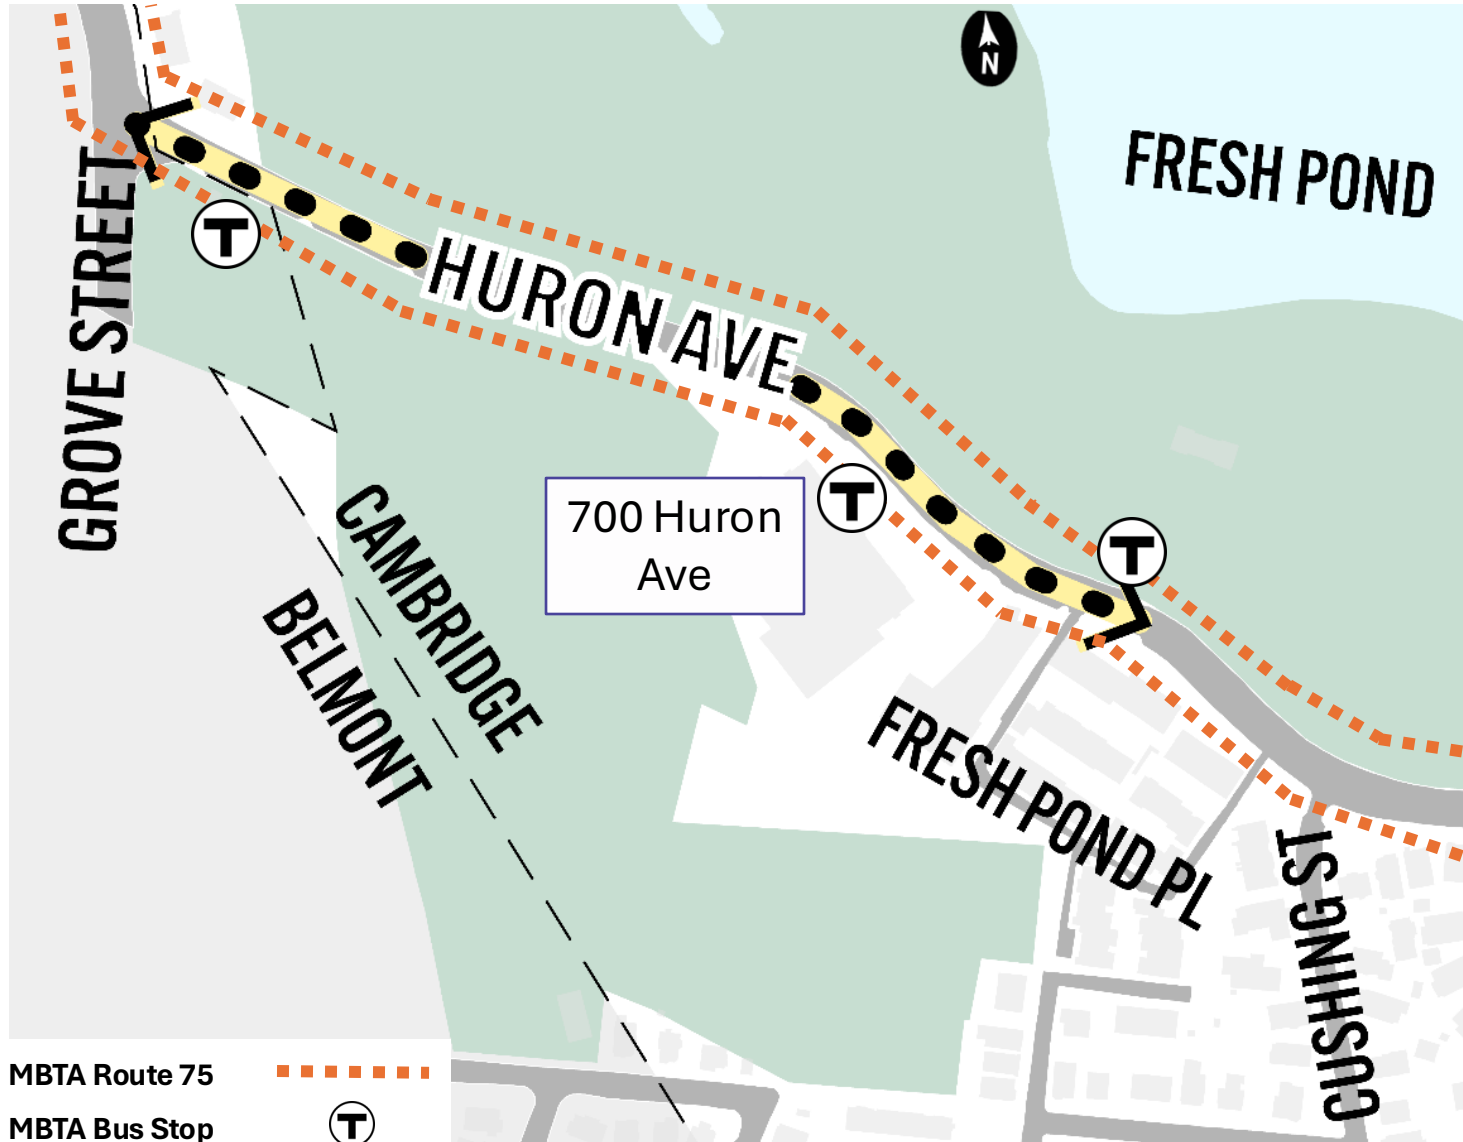 N
FRESH POND
GROVE STREET
T
HURON AVE
700 Huron
Ave
T
T
CAMBRIDGE
BELMONT
FRESH POND PL
CUSHING ST
MBTA Route 75
MBTA Bus Stop
T